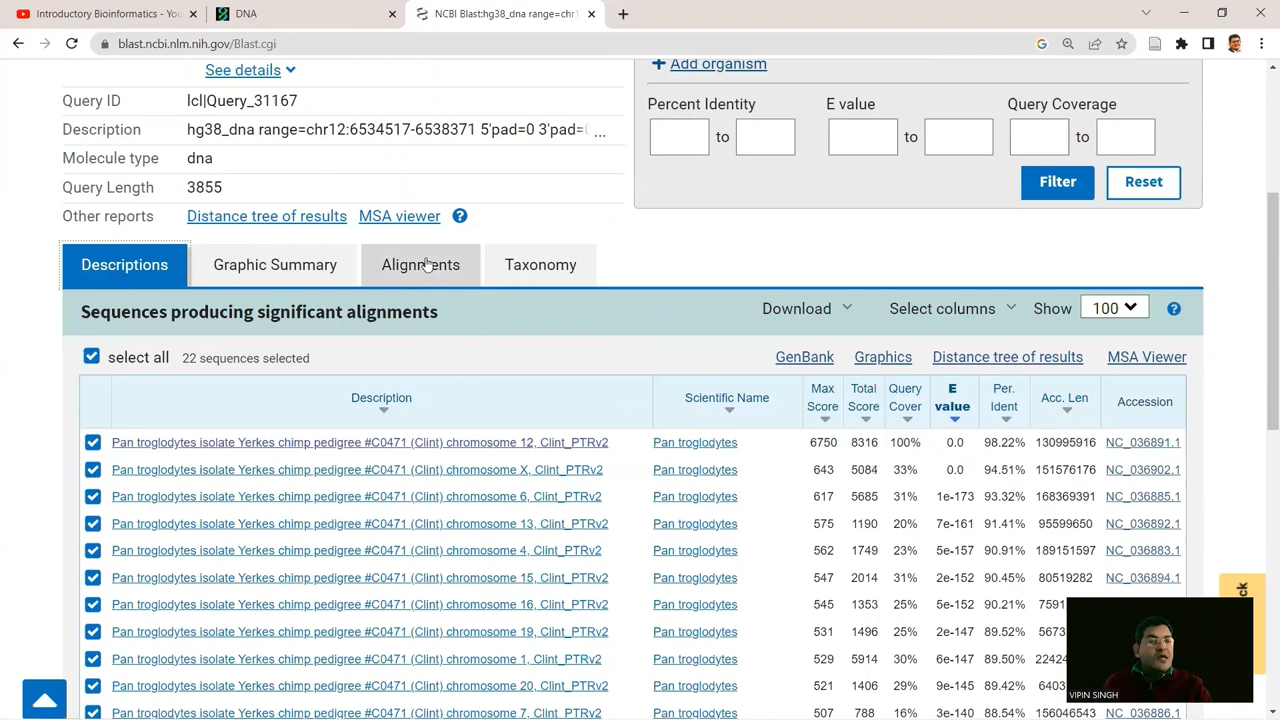 Introductory Bioinformatics - You
DNA
NCBI Blast:hg38_dna range=chr1
blast.ncbi.nlm.nih.gov/Blast.cgi
See details
Add organism
Query ID lcl|Query_31167
Percent Identity E value Query Coverage
Description hg38_dna range=chr12:6534517-6538371 5'pad=0 3'pad=0 ...
to to to
Molecule type dna
Query Length 3855
Filter Reset
Other reports Distance tree of results MSA viewer ?
Descriptions Graphic Summary Alignments Taxonomy
Sequences producing significant alignments Download Select columns Show 100 ?
select all 22 sequences selected GenBank Graphics Distance tree of results MSA Viewer
Description Scientific Name Max Score Total Score Query Cover E value Per. Ident Acc. Len Accession
Pan troglodytes isolate Yerkes chimp pedigree #C0471 (Clint) chromosome 12, Clint_PTRv2 Pan troglodytes 6750 8316 100% 0.0 98.22% 130995916 NC_036891.1
Pan troglodytes isolate Yerkes chimp pedigree #C0471 (Clint) chromosome X, Clint_PTRv2 Pan troglodytes 643 5084 33% 0.0 94.51% 151576176 NC_036902.1
Pan troglodytes isolate Yerkes chimp pedigree #C0471 (Clint) chromosome 6, Clint_PTRv2 Pan troglodytes 617 5685 31% 1e-173 93.32% 168369391 NC_036885.1
Pan troglodytes isolate Yerkes chimp pedigree #C0471 (Clint) chromosome 13, Clint_PTRv2 Pan troglodytes 575 1190 20% 7e-161 91.41% 95599650 NC_036892.1
Pan troglodytes isolate Yerkes chimp pedigree #C0471 (Clint) chromosome 4, Clint_PTRv2 Pan troglodytes 562 1749 23% 5e-157 90.91% 189151597 NC_036883.1
Pan troglodytes isolate Yerkes chimp pedigree #C0471 (Clint) chromosome 15, Clint_PTRv2 Pan troglodytes 547 2014 31% 2e-152 90.45% 80519282 NC_036894.1
Pan troglodytes isolate Yerkes chimp pedigree #C0471 (Clint) chromosome 16, Clint_PTRv2 Pan troglodytes 545 1353 25% 5e-152 90.21% 7591
Pan troglodytes isolate Yerkes chimp pedigree #C0471 (Clint) chromosome 19, Clint_PTRv2 Pan troglodytes 531 1496 25% 2e-147 89.52% 5673
Pan troglodytes isolate Yerkes chimp pedigree #C0471 (Clint) chromosome 1, Clint_PTRv2 Pan troglodytes 529 5914 30% 6e-147 89.50% 22424
Pan troglodytes isolate Yerkes chimp pedigree #C0471 (Clint) chromosome 20, Clint_PTRv2 Pan troglodytes 521 1406 29% 9e-145 89.42% 6403
Pan troglodytes isolate Yerkes chimp pedigree #C0471 (Clint) chromosome 7, Clint_PTRv2 Pan troglodytes 507 788 16% 3e-140 88.54% 156046543 NC_036886.1
VIPIN SINGH